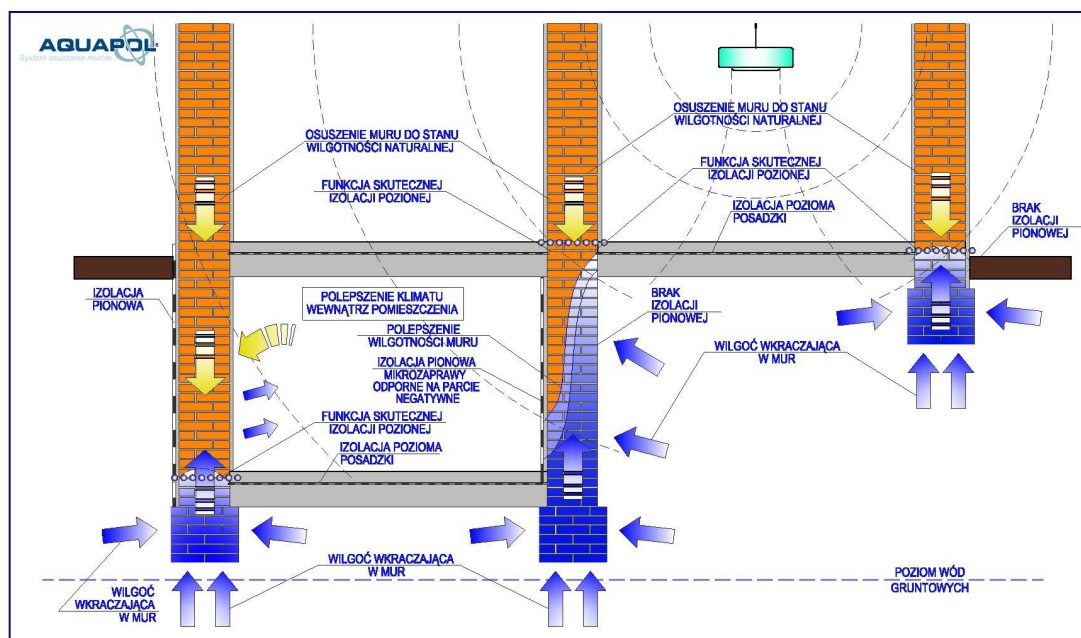 AQUAPOL
System osuszania murów
OSUSZENIE MURU DO STANU
WILGOTNOŚCI NATURALNEJ
OSUSZENIE MURU DO STANU
WILGOTNOŚCI NATURALNEJ
FUNKCJA SKUTECZNEJ
IZOLACJI POZIONEJ
FUNKCJA SKUTECZNEJ
IZOLACJI POZIONEJ
IZOLACJA POZIOMA
POSADZKI
BRAK
IZOLACJI
PIONOWEJ
IZOLACJA
PIONOWA
POLEPSZENIE KLIMATU
WEWNĄTRZ POMIESZCZENIA
BRAK
IZOLACJI
PIONOWEJ
POLEPSZENIE
WILGOTNOŚCI MURU
IZOLACJA PIONOWA
MIKROZAPRAWY
ODPORNE NA PARCIE
NEGATYWNE
WILGOĆ WKRACZAJĄCA
W MUR
FUNKCJA SKUTECZNEJ
IZOLACJI POZIONEJ
IZOLACJA POZIOMA
POSADZKI
WILGOĆ WKRACZAJĄCA
W MUR
POZIOM WÓD
GRUNTOWYCH
WILGOĆ
WKRACZAJĄCA
W MUR